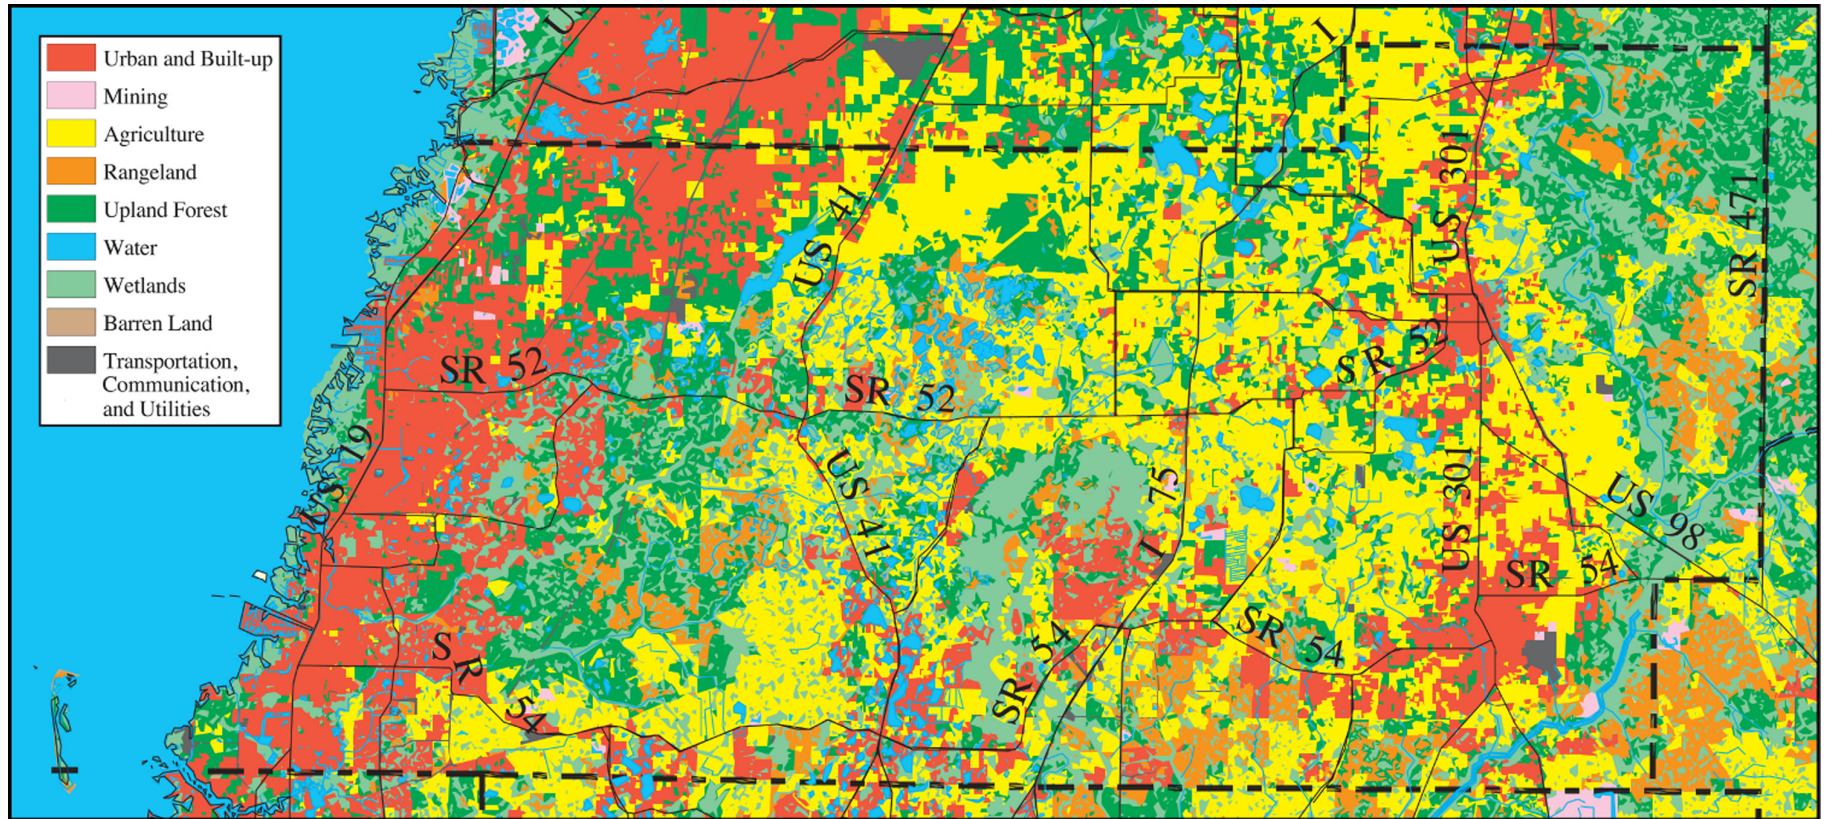 Urban and Built-up
Mining
Agriculture
Rangeland
Upland Forest
Water
Wetlands
Barren Land
Transportation,
Communication,
and Utilities
US
I
US 41
US 301
SR 471
SR 52
SR 52
SR 52
US 19
US 41
I 75
US 301
US 98
SR 54
SR 54
SR 54
SR 54